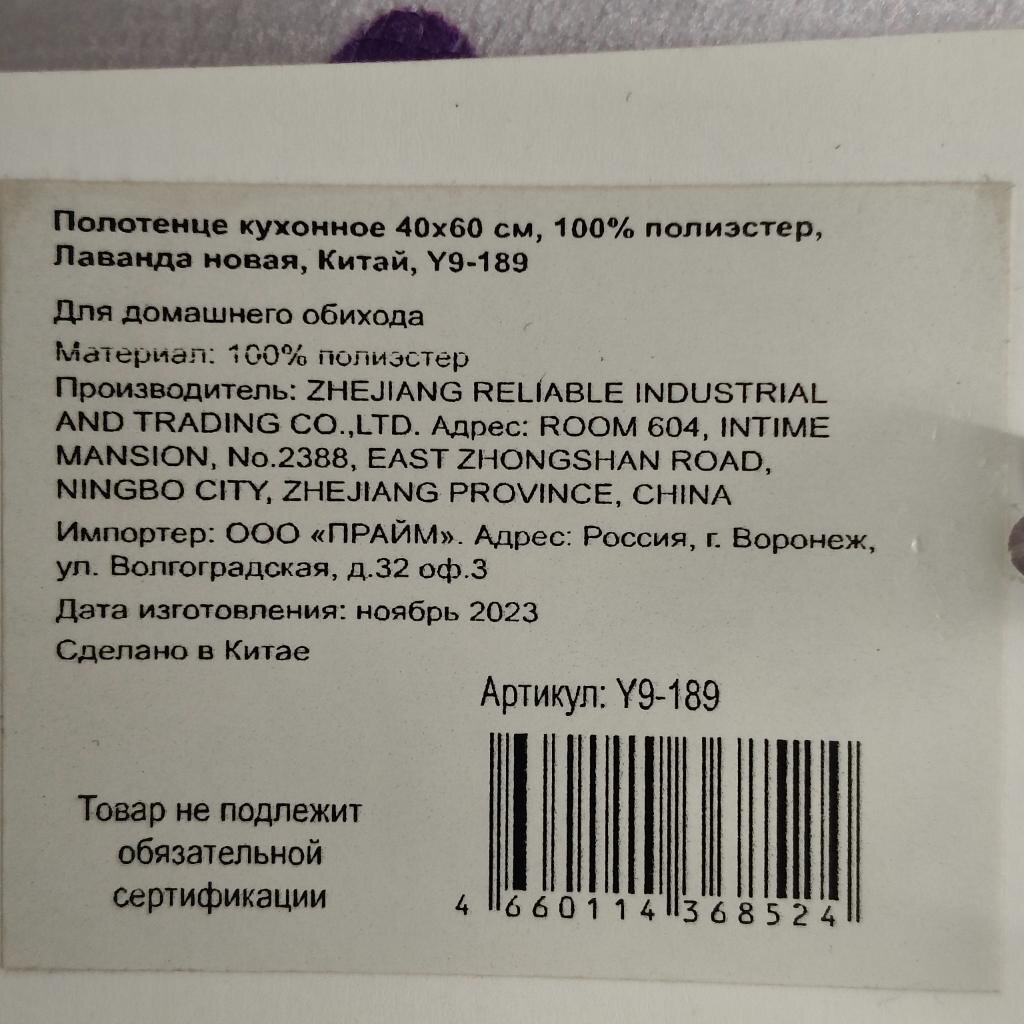 Полотенце кухонное 40х60 см, 100% полиэстер,
Лаванда новая, Китай, Y9-189
Для домашнего обихода
Материал: 100% полиэстер
Производитель: ZHEJIANG RELIABLE INDUSTRIAL
AND TRADING CO.,LTD. Адрес: ROOM 604, INTIME
MANSION, No.2388, EAST ZHONGSHAN ROAD,
NINGBO CITY, ZHEJIANG PROVINCE, CHINA
Импортер: ООО «ПРАЙМ». Адрес: Россия, г. Воронеж,
ул. Волгоградская, д.32 оф.3
Дата изготовления: ноябрь 2023
Сделано в Китае
Артикул: Y9-189
Товар не подлежит
обязательной
сертификации
4 660114 368524